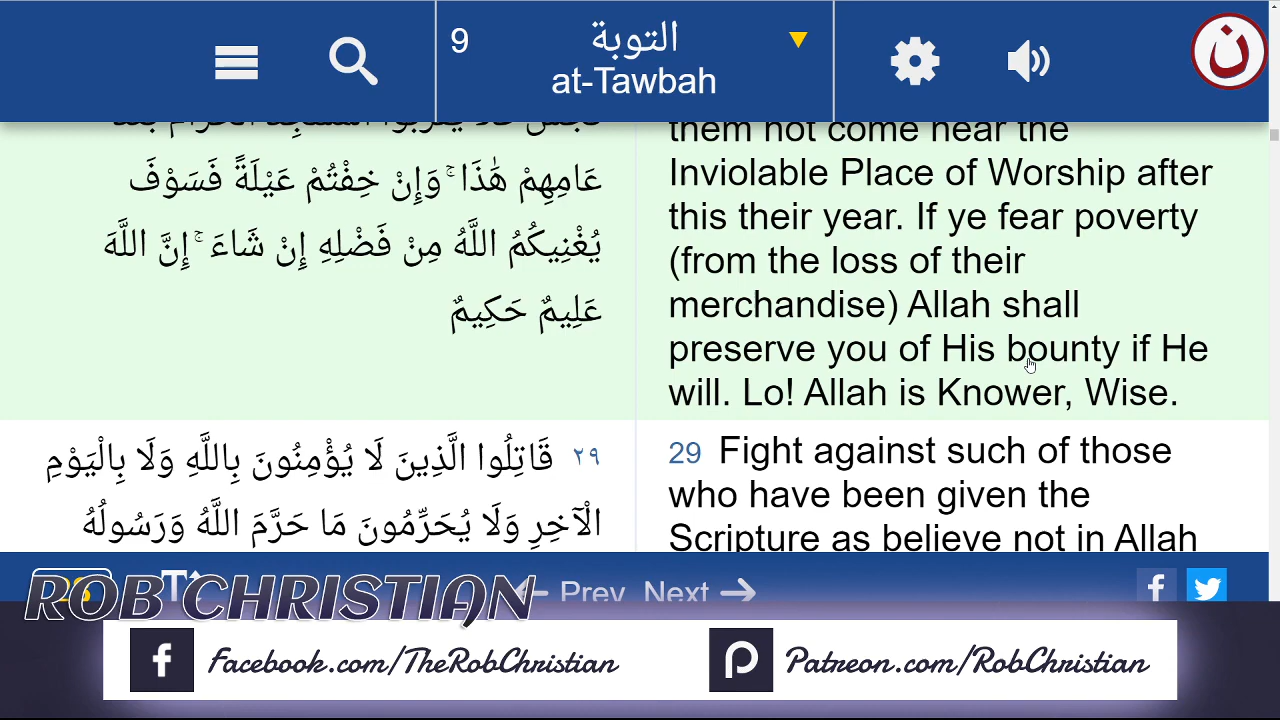 9
التوبة
at-Tawbah
ن
them not come near the
Inviolable Place of Worship after
this their year. If ye fear poverty
(from the loss of their
merchandise) Allah shall
preserve you of His bounty if He
will. Lo! Allah is Knower, Wise.
عَامِهِمْ هَٰذَا ۚ وَإِنْ خِفْتُمْ عَيْلَةً فَسَوْفَ
يُغْنِيكُمُ اللَّهُ مِنْ فَضْلِهِ إِنْ شَاءَ ۚ إِنَّ اللَّهَ
عَلِيمٌ حَكِيمٌ
29 Fight against such of those
who have been given the
Scripture as believe not in Allah
٢٩ قَاتِلُوا الَّذِينَ لَا يُؤْمِنُونَ بِاللَّهِ وَلَا بِالْيَوْمِ
الْآخِرِ وَلَا يُحَرِّمُونَ مَا حَرَّمَ اللَّهُ وَرَسُولُهُ
Prev Next
ROB CHRISTIAN
Facebook.com/TheRobChristian
Patreon.com/RobChristian